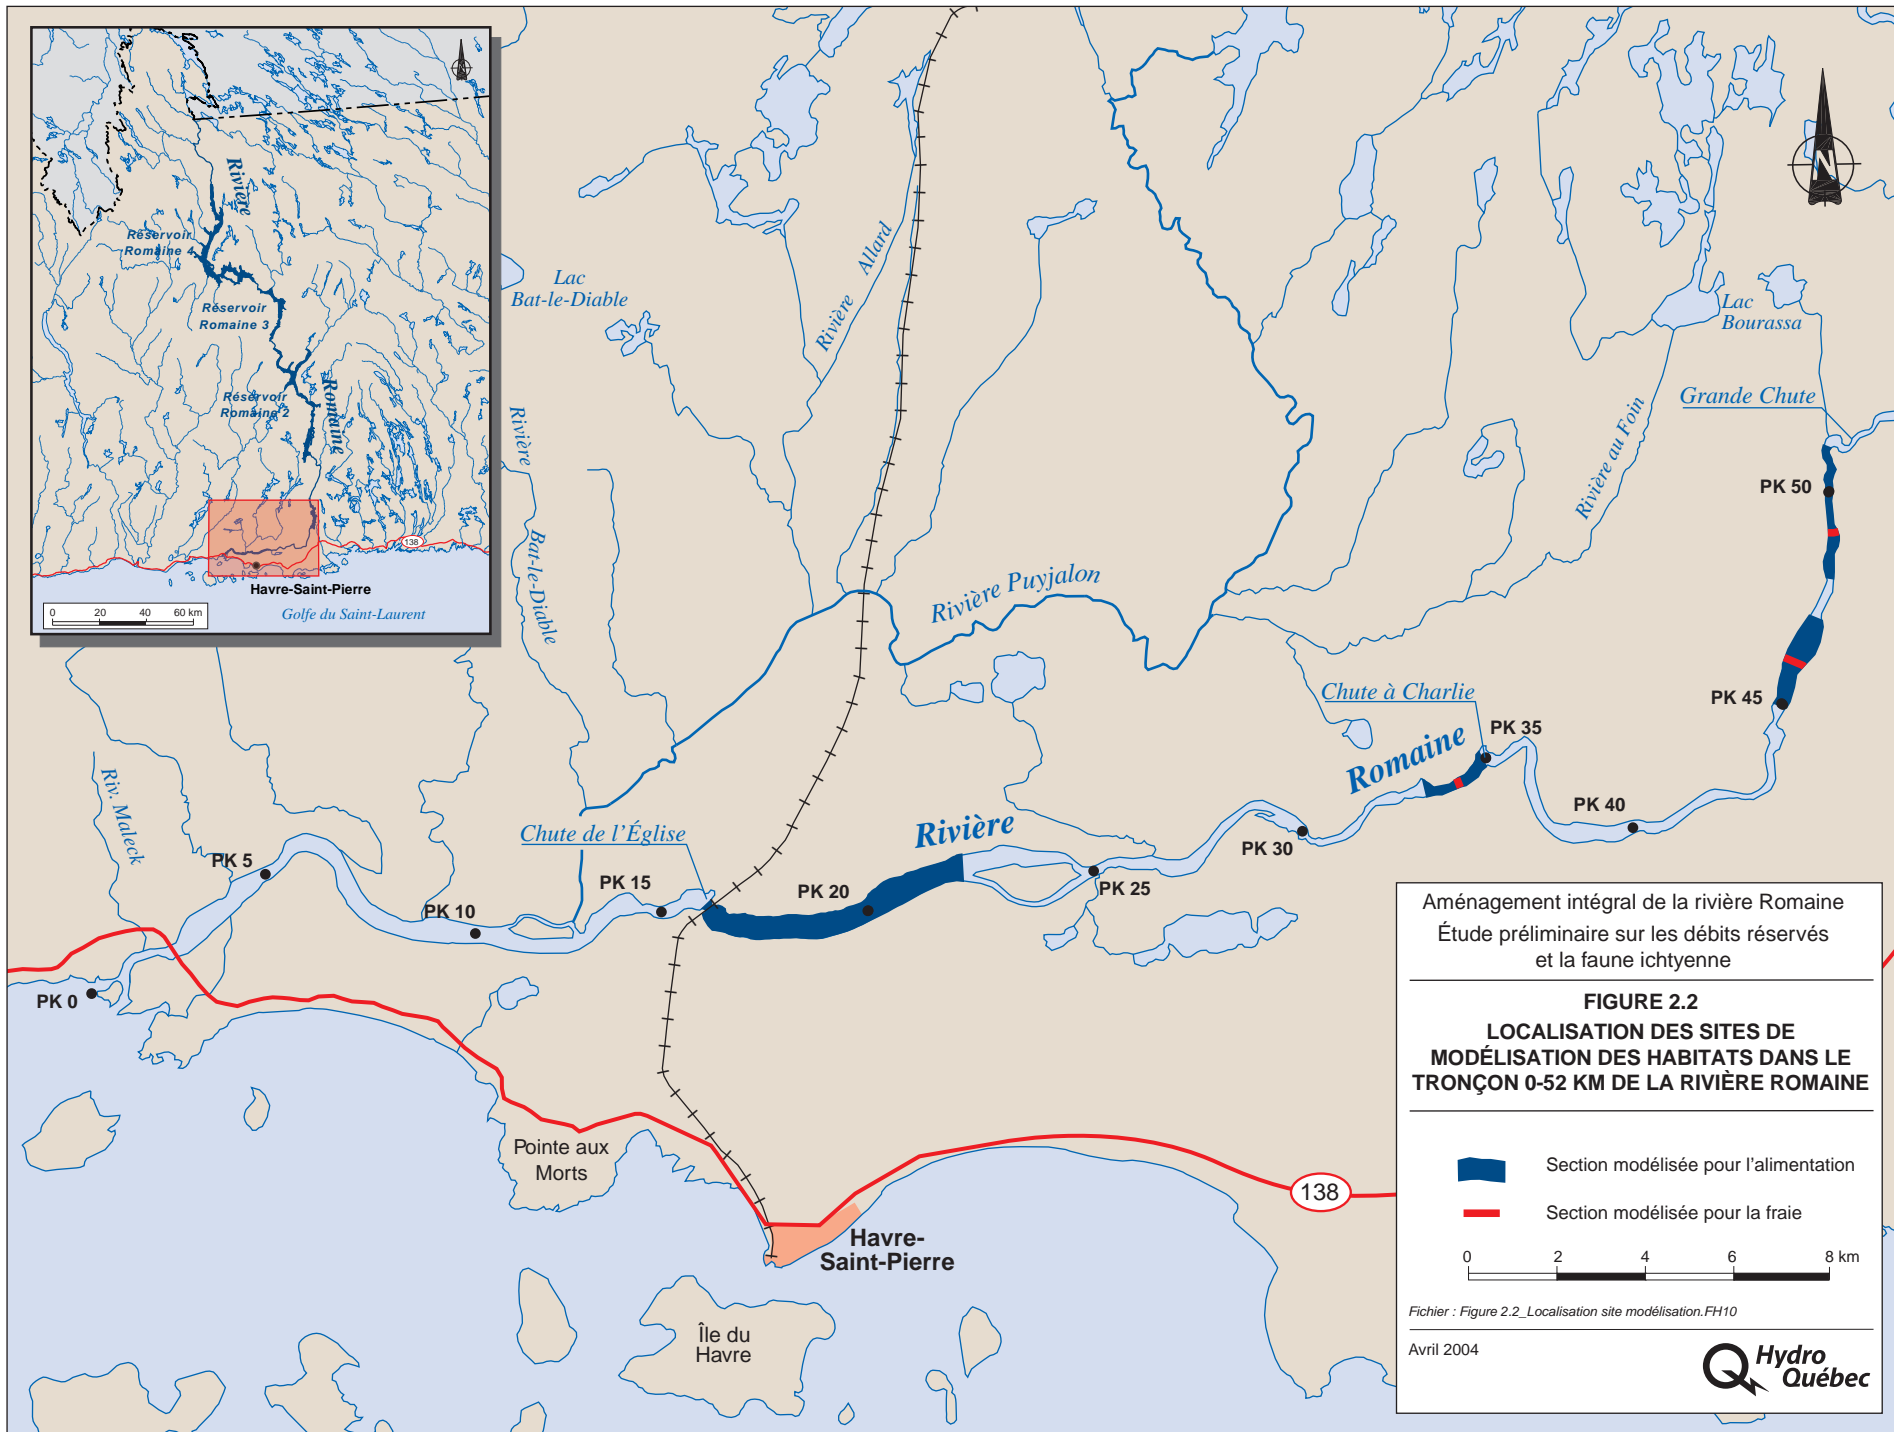 Rivière
Réservoir
Romaine 4
Réservoir
Romaine 3
Réservoir
Romaine 2
Romaine
138
Havre-Saint-Pierre
Golfe du Saint-Laurent
0 20 40 60 km
Lac
Bat-le-Diable
Rivière Allard
Rivière
Bat-le-Diable
Rivière Puyjalon
Lac
Bourassa
Grande Chute
Rivière au Foin
PK 50
PK 45
Chute à Charlie
PK 35
Romaine
PK 40
PK 30
Rivière
PK 25
PK 20
Chute de l'Église
PK 15
PK 10
PK 5
Riv. Maleck
PK 0
N
Pointe aux
Morts
Havre-
Saint-Pierre
138
Île du
Havre
Aménagement intégral de la rivière Romaine
Étude préliminaire sur les débits réservés
et la faune ichtyenne
FIGURE 2.2
LOCALISATION DES SITES DE
MODÉLISATION DES HABITATS DANS LE
TRONÇON 0-52 KM DE LA RIVIÈRE ROMAINE
Section modélisée pour l'alimentation
Section modélisée pour la fraie
0 2 4 6 8 km
Fichier : Figure 2.2_Localisation site modélisation.FH10
Avril 2004
Hydro
Québec